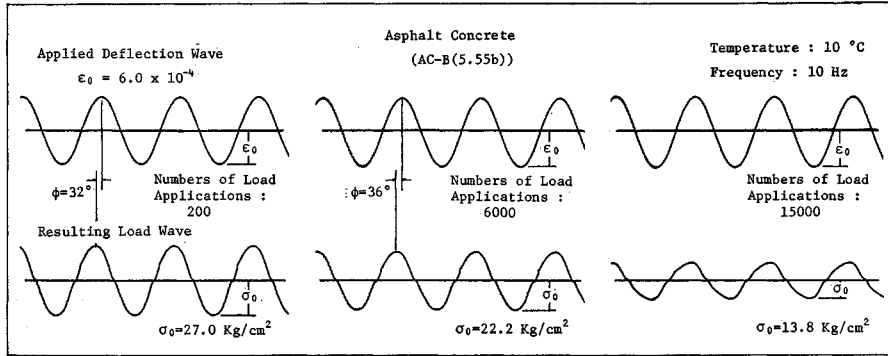 Applied Deflection Wave
ε₀ = 6.0 x 10⁻⁴
Asphalt Concrete
(AC-B(5.55b))
Temperature : 10 °C
Frequency : 10 Hz
ε₀
ε₀
ε₀
ϕ=32°
Numbers of Load
Applications :
200
ϕ=36°
Numbers of Load
Applications :
6000
Numbers of Load
Applications :
15000
Resulting Load Wave
σ₀
σ₀
σ₀
σ₀=27.0 Kg/cm²
σ₀=22.2 Kg/cm²
σ₀=13.8 Kg/cm²